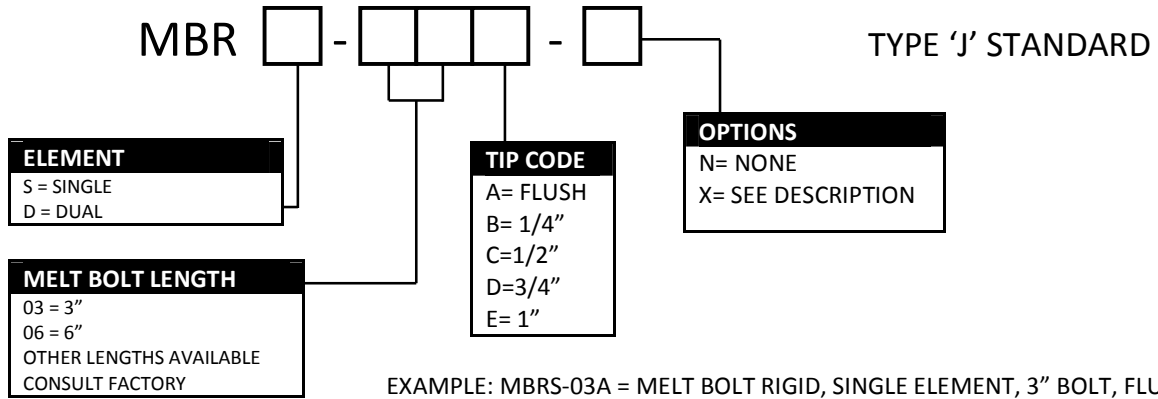 MBR - - TYPE ‘J’ STANDARD
ELEMENT
S = SINGLE
D = DUAL
MELT BOLT LENGTH
03 = 3”
06 = 6”
OTHER LENGTHS AVAILABLE
CONSULT FACTORY
TIP CODE
A= FLUSH
B= 1/4”
C=1/2”
D=3/4”
E= 1”
OPTIONS
N= NONE
X= SEE DESCRIPTION
EXAMPLE: MBRS-03A = MELT BOLT RIGID, SINGLE ELEMENT, 3” BOLT,